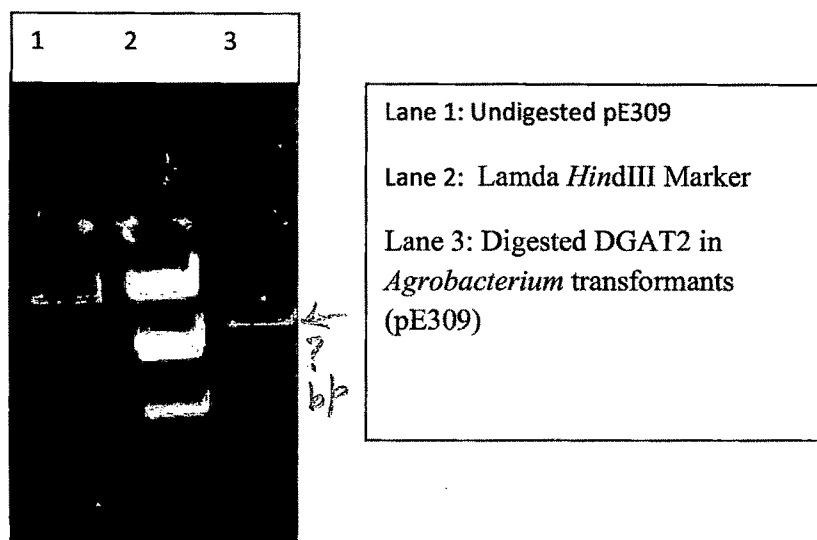 1 2 3
Lane 1: Undigested pE309
Lane 2: Lamda HindIII Marker
Lane 3: Digested DGAT2 in
Agrobacterium transformants
(pE309)
?
bp